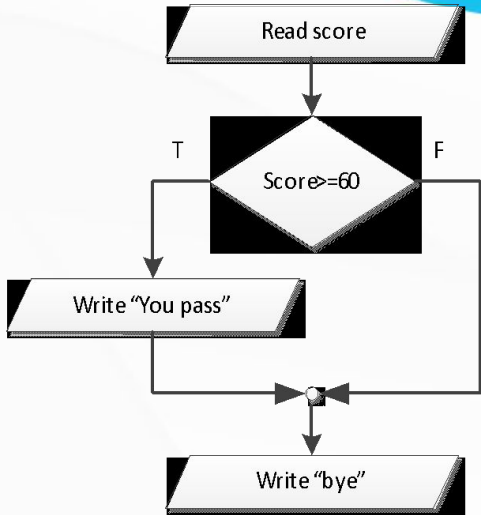 Read score
T
F
Score>=60
Write “You pass”
Write “bye”